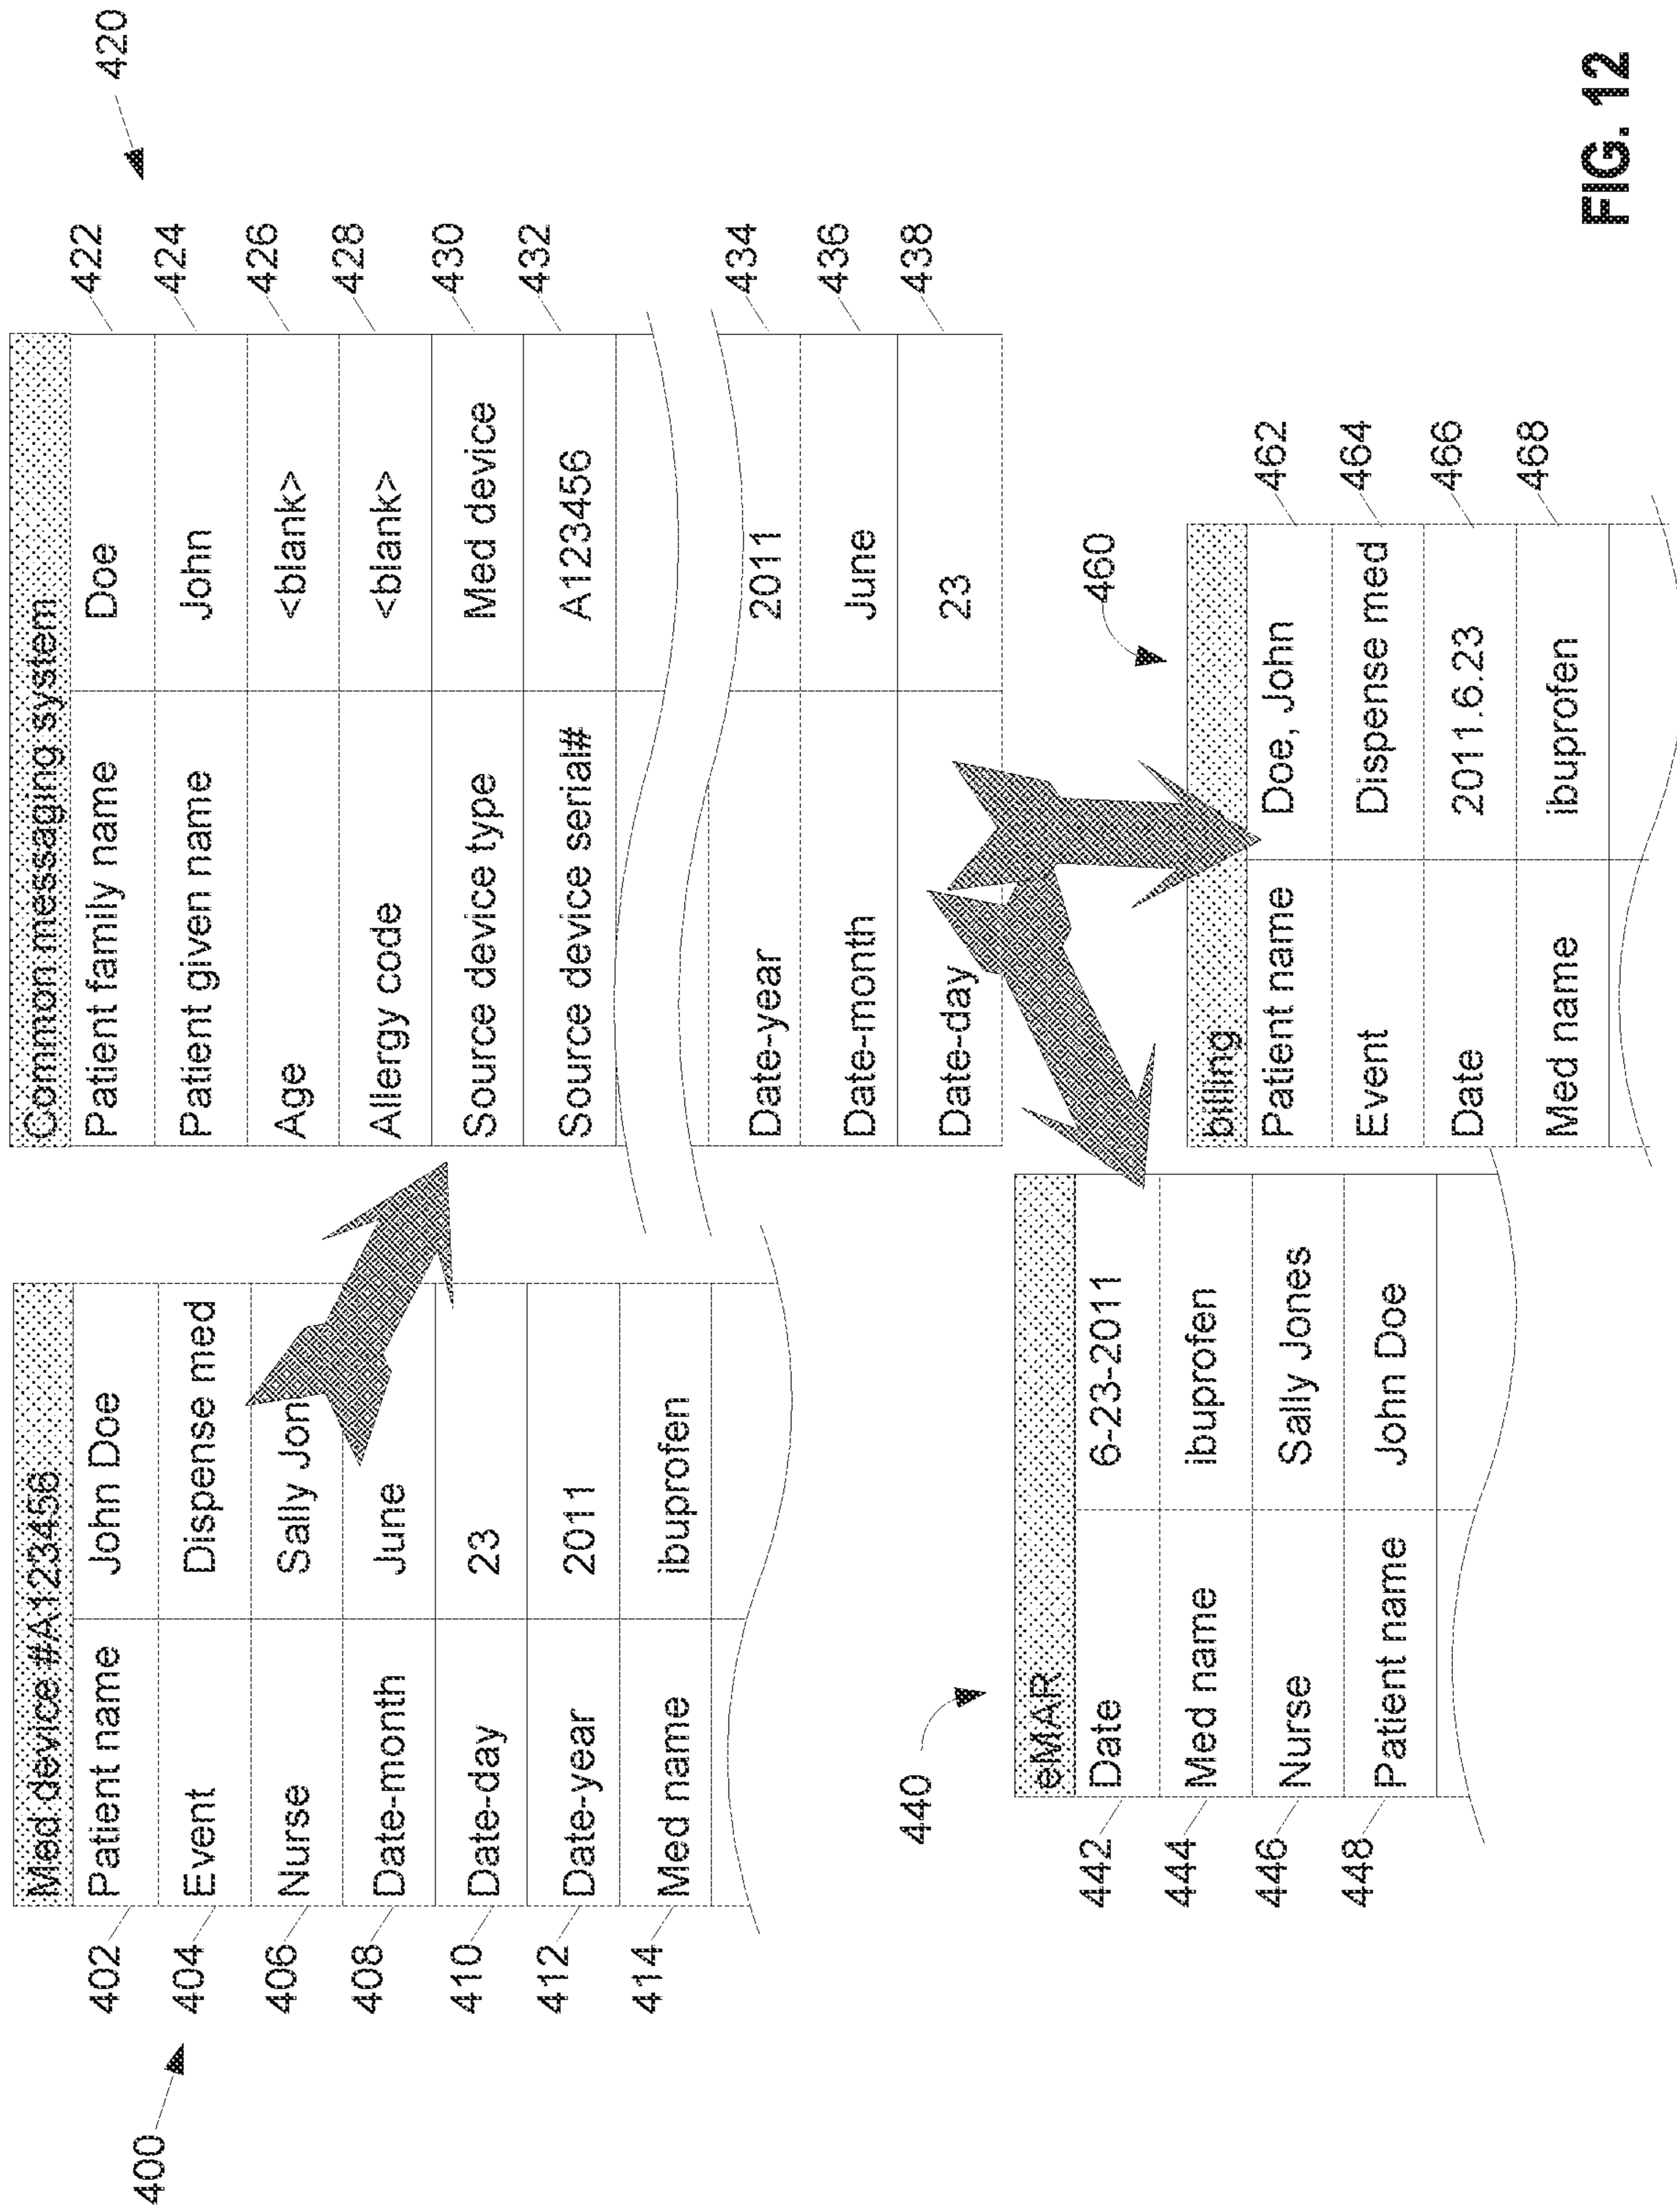 400
Med device #A123456
402 Patient name John Doe
404 Event Dispense med
406 Nurse Sally Jon
408 Date-month June
410 Date-day 23
412 Date-year 2011
414 Med name ibuprofen
420
Common messaging system
Patient family name Doe 422
Patient given name John 424
Age <blank> 426
Allergy code <blank> 428
Source device type Med device 430
Source device serial# A123456 432
Date-year 2011 434
Date-month June 436
Date-day 23 438
440
eMAR
442 Date 6-23-2011
444 Med name ibuprofen
446 Nurse Sally Jones
448 Patient name John Doe
460
billing
Patient name Doe, John 462
Event Dispense med 464
Date 2011.6.23 466
Med name ibuprofen 468
FIG. 12